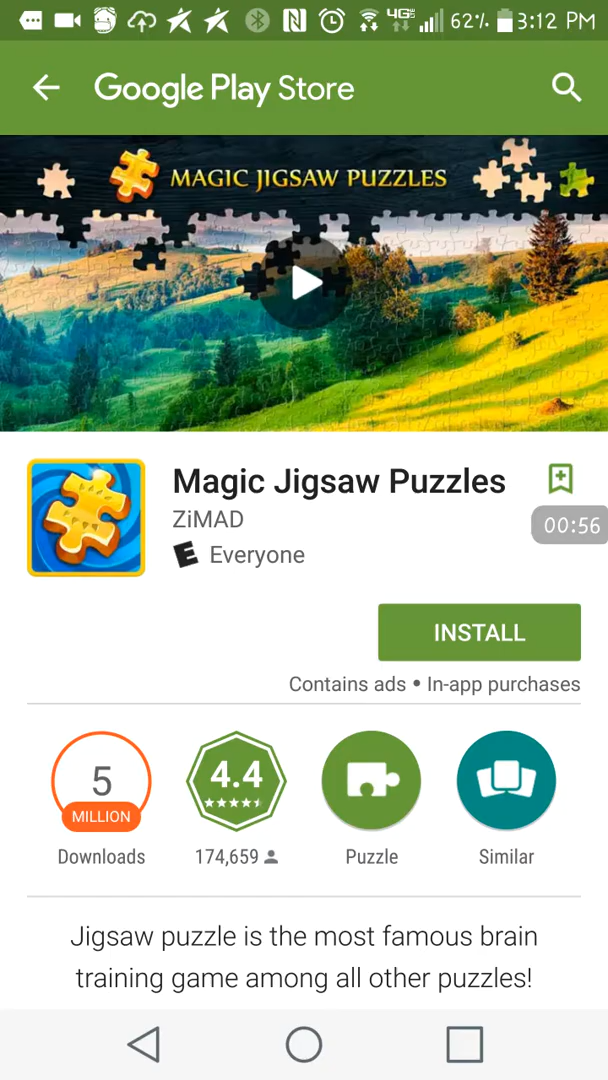 4G 62% 3:12 PM
Google Play Store
MAGIC JIGSAW PUZZLES
Magic Jigsaw Puzzles
ZiMAD
00:56
E Everyone
INSTALL
Contains ads • In-app purchases
5
MILLION
Downloads
4.4
174,659
Puzzle
Similar
Jigsaw puzzle is the most famous brain
training game among all other puzzles!